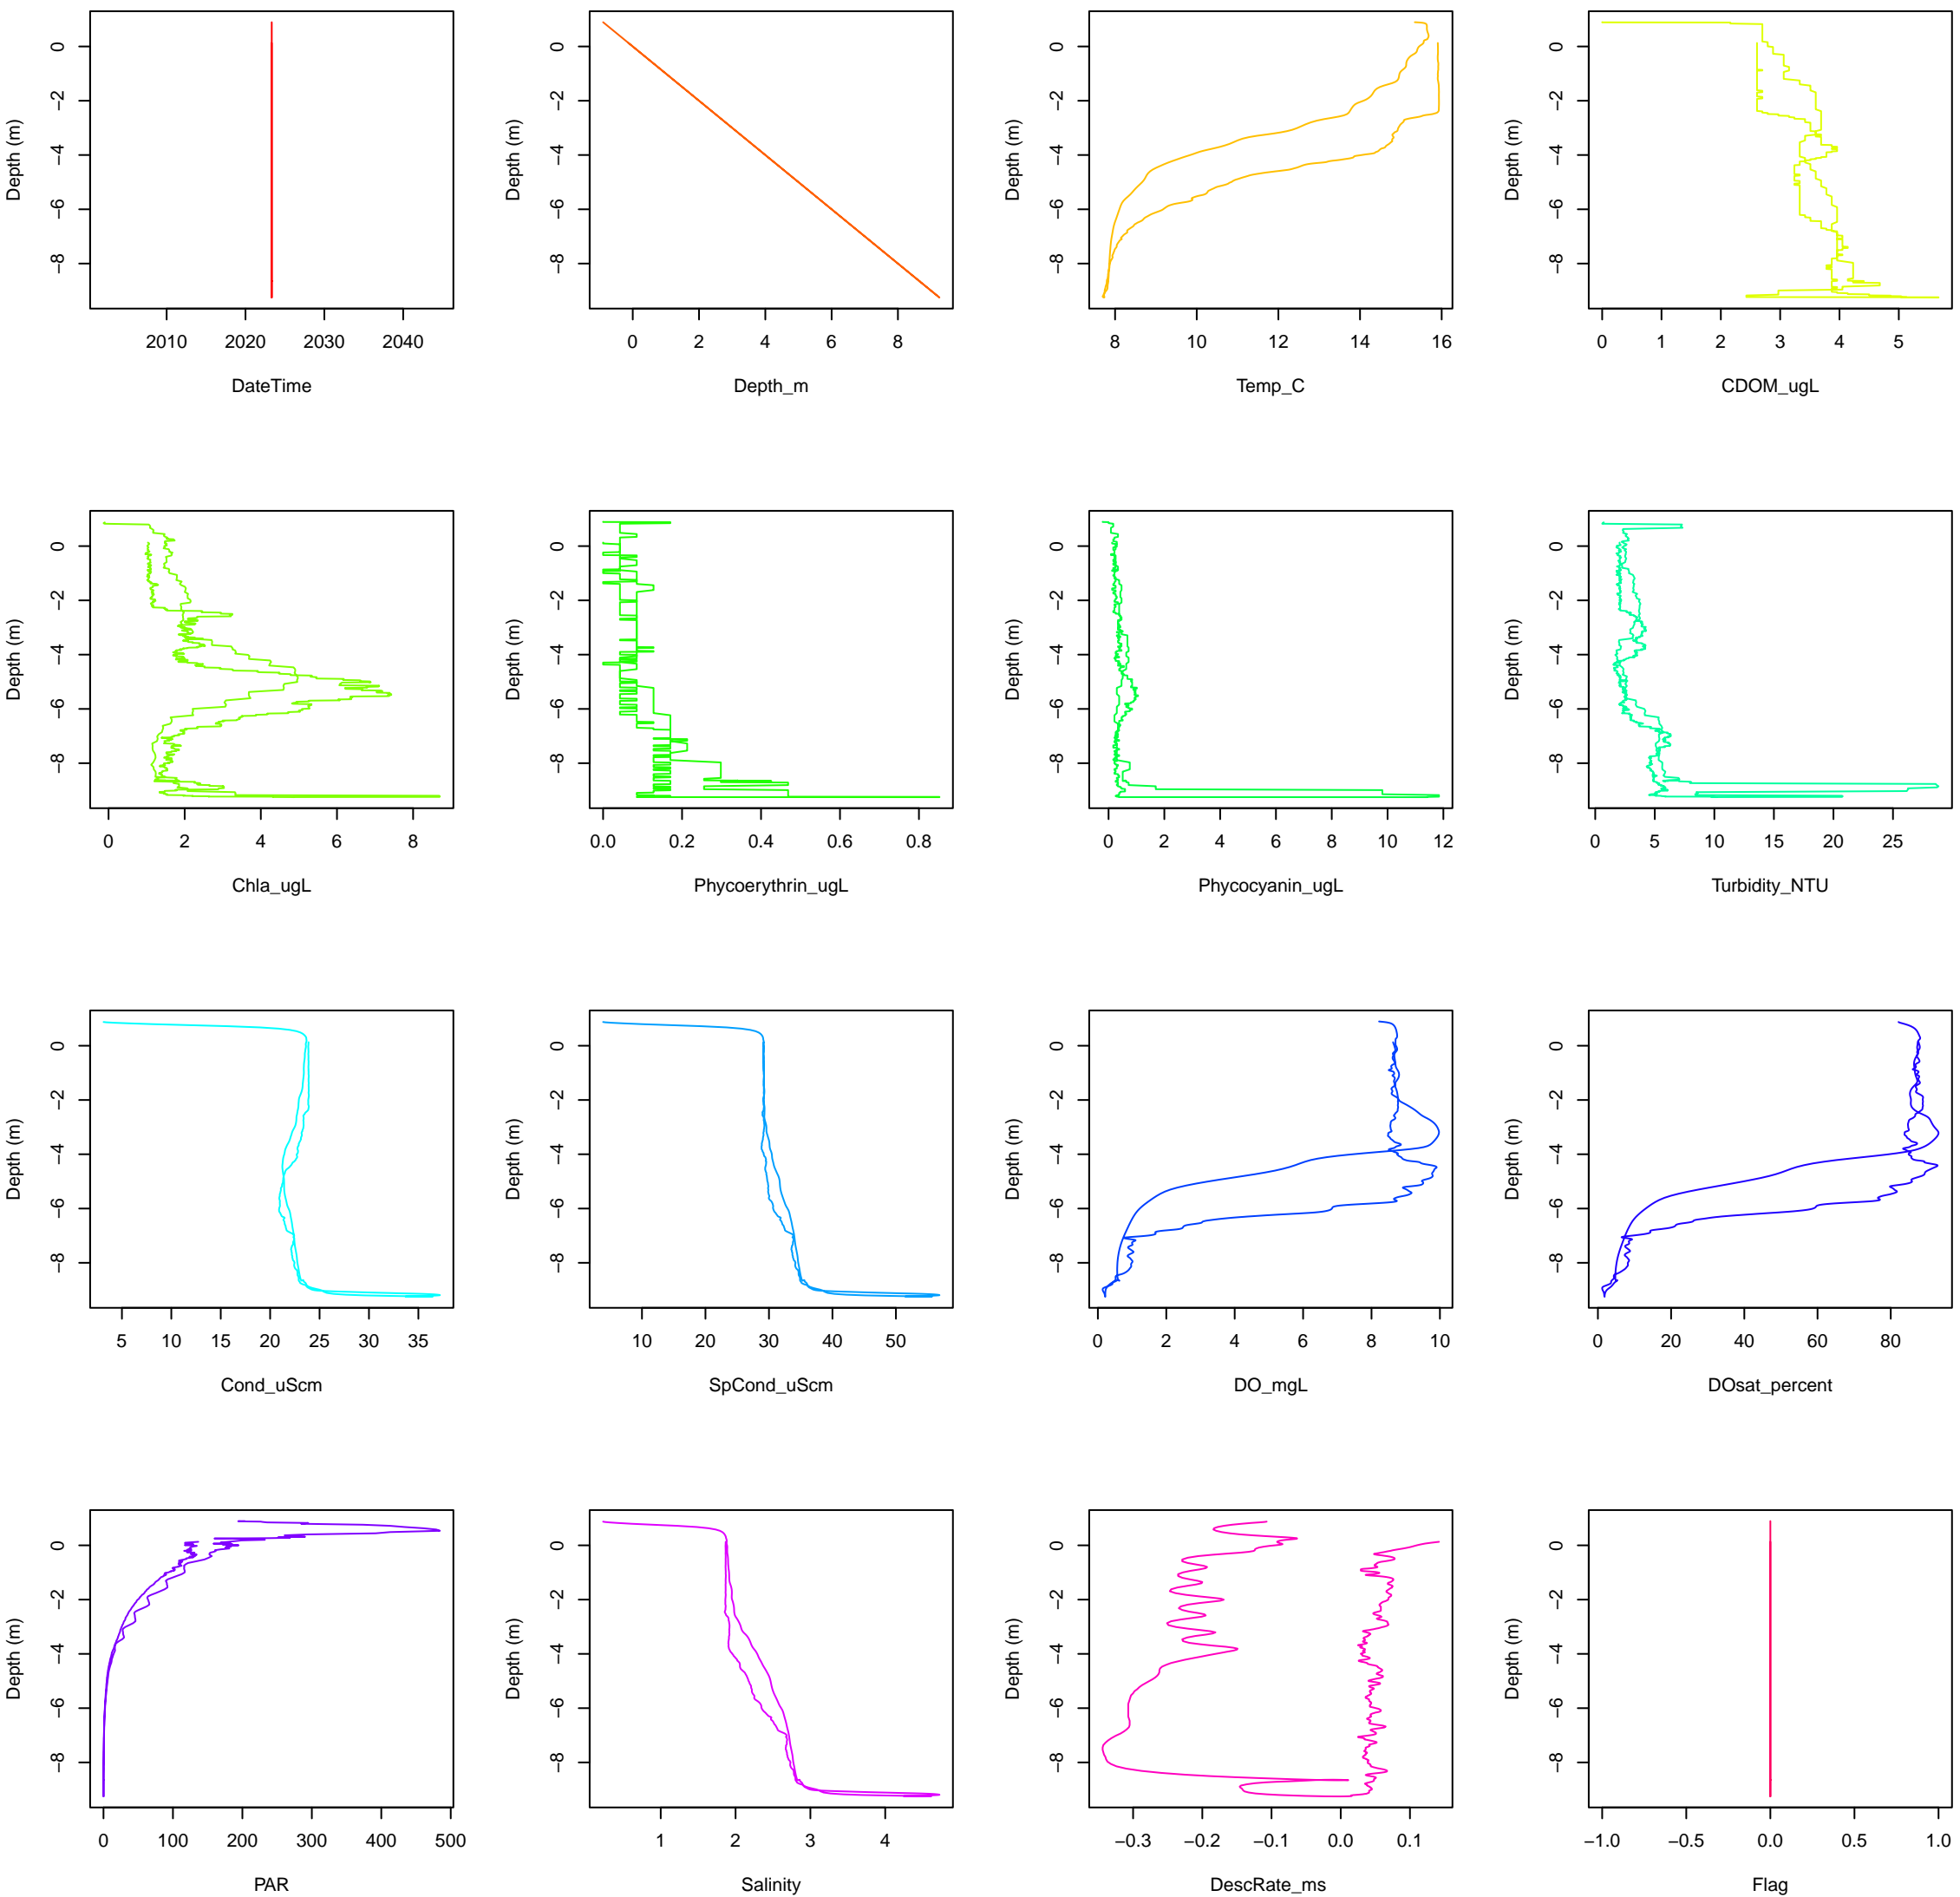 Depth (m)
0
−2
−4
−6
−8
2010 2020 2030 2040
DateTime
Depth (m)
0
−2
−4
−6
−8
0 2 4 6 8
Depth_m
Depth (m)
0
−2
−4
−6
−8
8 10 12 14 16
Temp_C
Depth (m)
0
−2
−4
−6
−8
0 1 2 3 4 5
CDOM_ugL
Depth (m)
0
−2
−4
−6
−8
0 2 4 6 8
Chla_ugL
Depth (m)
0
−2
−4
−6
−8
0.0 0.2 0.4 0.6 0.8
Phycoerythrin_ugL
Depth (m)
0
−2
−4
−6
−8
0 2 4 6 8 10 12
Phycocyanin_ugL
Depth (m)
0
−2
−4
−6
−8
0 5 10 15 20 25
Turbidity_NTU
Depth (m)
0
−2
−4
−6
−8
5 10 15 20 25 30 35
Cond_uScm
Depth (m)
0
−2
−4
−6
−8
10 20 30 40 50
SpCond_uScm
Depth (m)
0
−2
−4
−6
−8
0 2 4 6 8 10
DO_mgL
Depth (m)
0
−2
−4
−6
−8
0 20 40 60 80
DOsat_percent
Depth (m)
0
−2
−4
−6
−8
0 100 200 300 400 500
PAR
Depth (m)
0
−2
−4
−6
−8
1 2 3 4
Salinity
Depth (m)
0
−2
−4
−6
−8
−0.3 −0.2 −0.1 0.0 0.1
DescRate_ms
Depth (m)
0
−2
−4
−6
−8
−1.0 −0.5 0.0 0.5 1.0
Flag